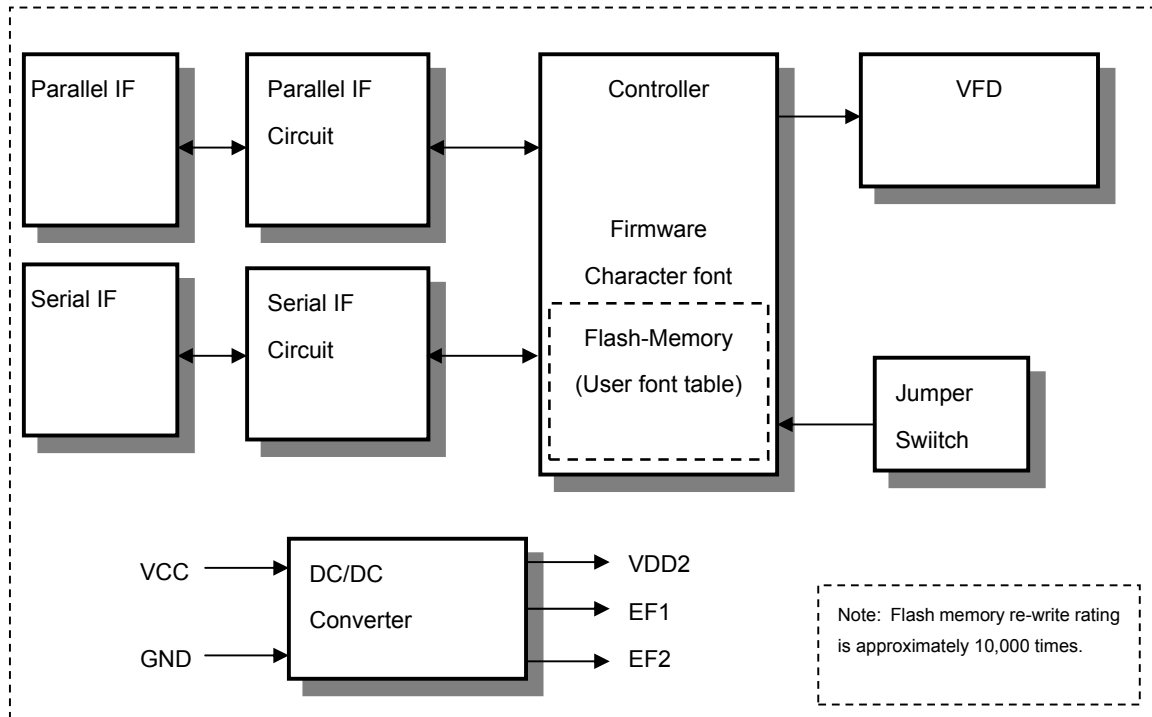 Parallel IF
Parallel IF
Circuit
Controller
VFD
Firmware
Character font
Serial IF
Serial IF
Circuit
Flash-Memory
(User font table)
Jumper
Swiitch
VCC
GND
DC/DC
Converter
VDD2
EF1
EF2
Note: Flash memory re-write rating
is approximately 10,000 times.